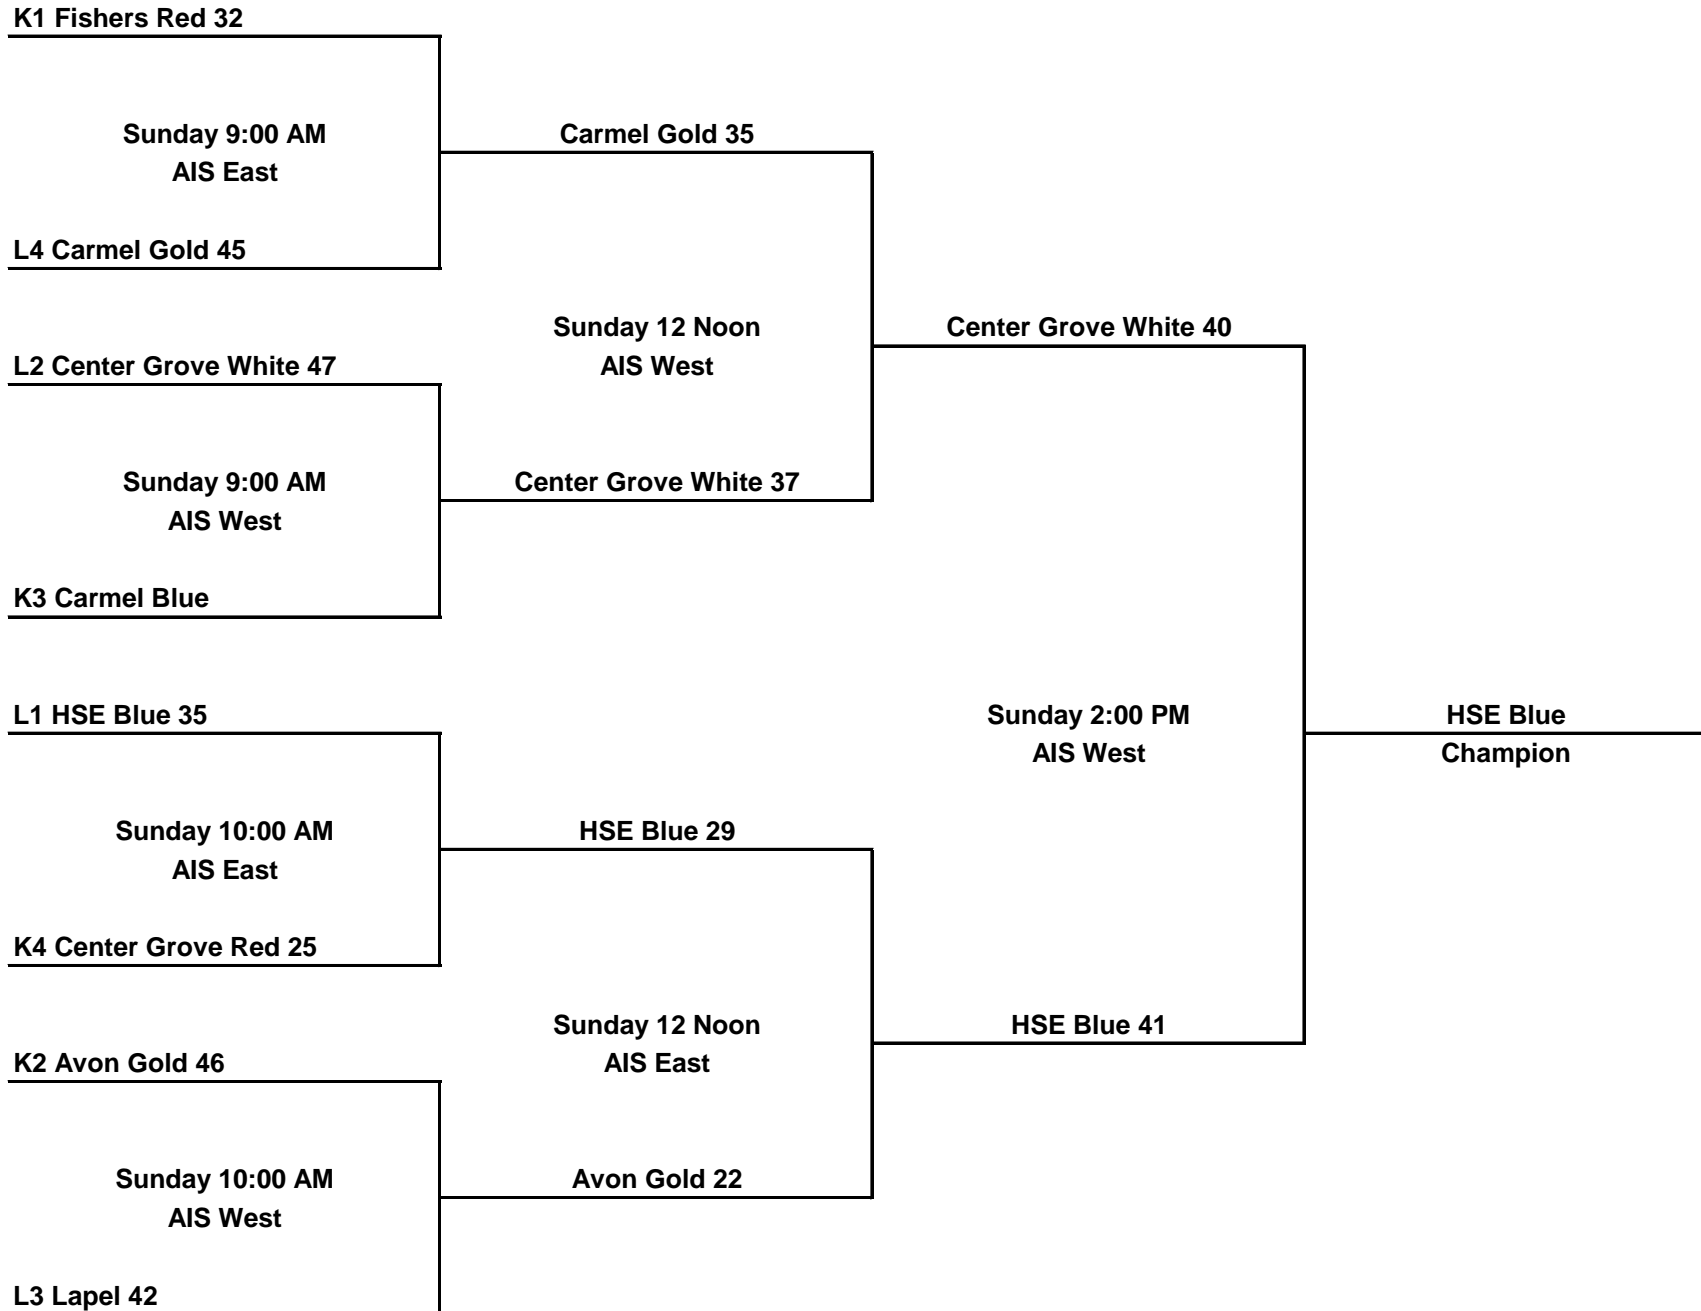 K1 Fishers Red 32
Sunday 9:00 AM
AIS East
Carmel Gold 35
L4 Carmel Gold 45
Sunday 12 Noon
AIS West
Center Grove White 40
L2 Center Grove White 47
Sunday 9:00 AM
AIS West
Center Grove White 37
K3 Carmel Blue
L1 HSE Blue 35
Sunday 2:00 PM
AIS West
HSE Blue
Champion
Sunday 10:00 AM
AIS East
HSE Blue 29
K4 Center Grove Red 25
Sunday 12 Noon
AIS East
HSE Blue 41
K2 Avon Gold 46
Sunday 10:00 AM
AIS West
Avon Gold 22
L3 Lapel 42